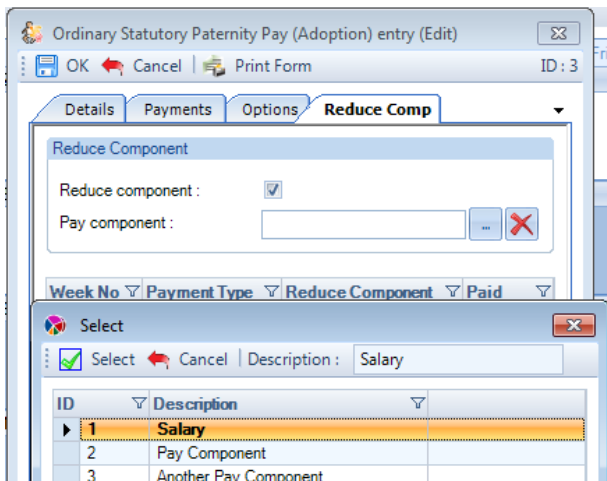 Ordinary Statutory Paternity Pay (Adoption) entry (Edit)
OK Cancel Print Form ID : 3
Details Payments Options Reduce Comp
Reduce Component
Reduce component :
Pay component : ...
Week No Payment Type Reduce Component Paid
Select
Select Cancel Description : Salary
ID Description
1 Salary
2 Pay Component
3 Another Pay Component